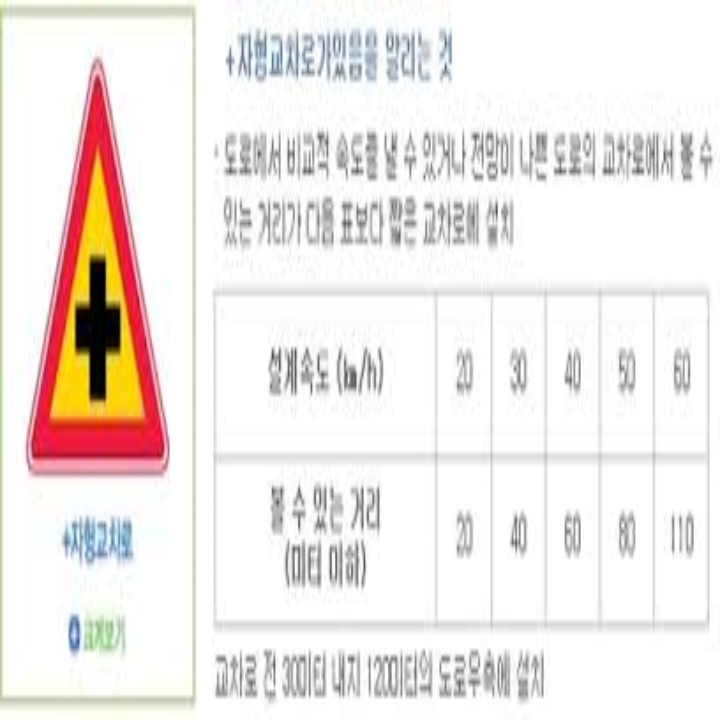 +자형교차로가있음을 알리는 것
· 도로에서 비교적 속도를 낼 수 있거나 전망이 나쁜 도로의 교차로에서 볼 수
있는 거리가 다음 표보다 짧은 교차로에 설치
설계속도 (㎞/h) 20 30 40 50 60
볼 수 있는 거리
(미터 이하) 20 40 60 80 110
교차로 전 30미터 내지 120미터의 도로우측에 설치
+자형교차로
크게보기